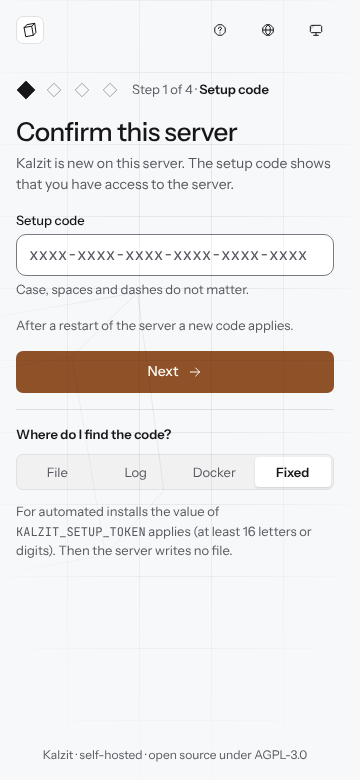 Step 1 of 4 · Setup code
Confirm this server
Kalzit is new on this server. The setup code shows
that you have access to the server.
Setup code
xxxx-xxxx-xxxx-xxxx-xxxx-xxxx
Case, spaces and dashes do not matter.
After a restart of the server a new code applies.
Next →
Where do I find the code?
File Log Docker Fixed
For automated installs the value of
KALZIT_SETUP_TOKEN applies (at least 16 letters or
digits). Then the server writes no file.
Kalzit · self-hosted · open source under AGPL-3.0